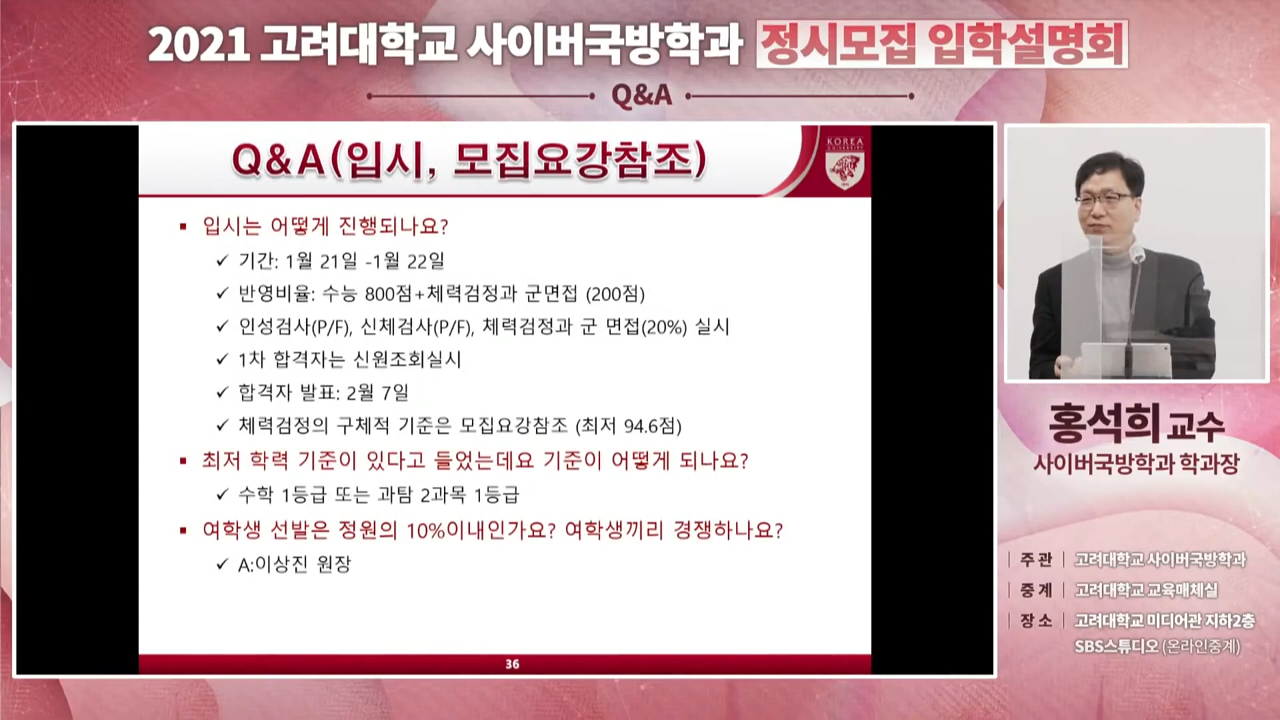 2021 고려대학교 사이버국방학과 정시모집 입학설명회
Q&A
Q&A(입시, 모집요강참조)
KOREA
UNIVERSITY
▪ 입시는 어떻게 진행되나요?
✓ 기간: 1월 21일 -1월 22일
✓ 반영비율: 수능 800점+체력검정과 군면접 (200점)
✓ 인성검사(P/F), 신체검사(P/F), 체력검정과 군 면접(20%) 실시
✓ 1차 합격자는 신원조회실시
✓ 합격자 발표: 2월 7일
✓ 체력검정의 구체적 기준은 모집요강참조 (최저 94.6점)
▪ 최저 학력 기준이 있다고 들었는데요 기준이 어떻게 되나요?
✓ 수학 1등급 또는 과탐 2과목 1등급
▪ 여학생 선발은 정원의 10%이내인가요? 여학생끼리 경쟁하나요?
✓ A:이상진 원장
36
홍석희 교수
사이버국방학과 학과장
| 주 관 | 고려대학교 사이버국방학과
| 중 계 | 고려대학교 교육매체실
| 장 소 | 고려대학교 미디어관 지하2층
SBS스튜디오 (온라인중계)